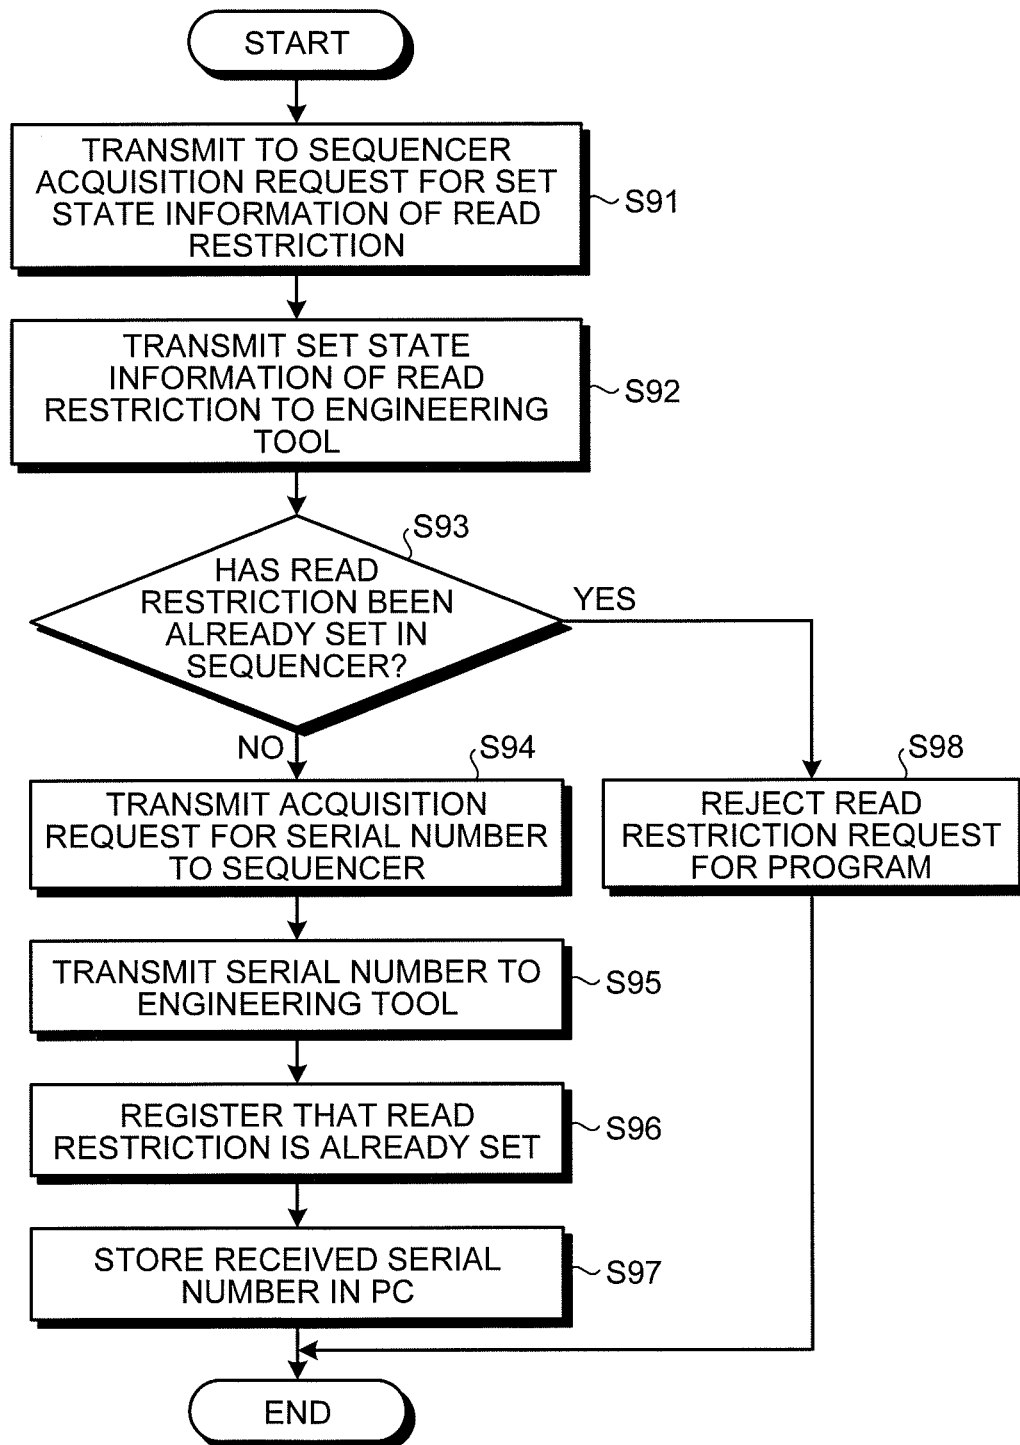 START
TRANSMIT TO SEQUENCER
ACQUISITION REQUEST FOR SET
STATE INFORMATION OF READ
RESTRICTION
S91
TRANSMIT SET STATE
INFORMATION OF READ
RESTRICTION TO ENGINEERING
TOOL
S92
S93
HAS READ
RESTRICTION BEEN
ALREADY SET IN
SEQUENCER?
YES
NO
S94
TRANSMIT ACQUISITION
REQUEST FOR SERIAL NUMBER
TO SEQUENCER
S98
REJECT READ
RESTRICTION REQUEST
FOR PROGRAM
TRANSMIT SERIAL NUMBER TO
ENGINEERING TOOL
S95
REGISTER THAT READ
RESTRICTION IS ALREADY SET
S96
STORE RECEIVED SERIAL
NUMBER IN PC
S97
END